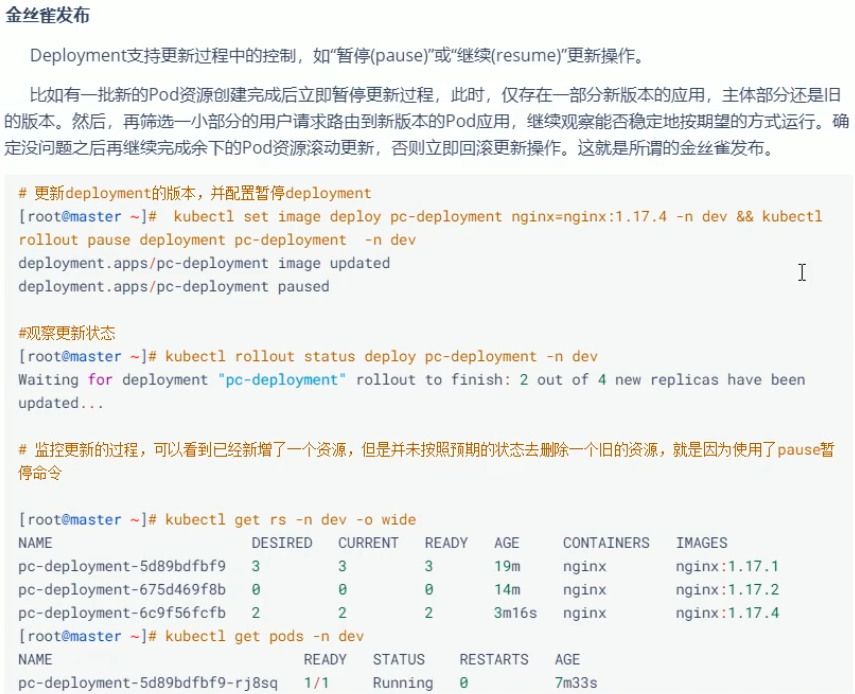 金丝雀发布
Deployment支持更新过程中的控制，如“暂停(pause)”或“继续(resume)”更新操作。
比如有一批新的Pod资源创建完成后立即暂停更新过程，此时，仅存在一部分新版本的应用，主体部分还是旧
的版本。然后，再筛选一小部分的用户请求路由到新版本的Pod应用，继续观察能否稳定地按期望的方式运行。确
定没问题之后再继续完成余下的Pod资源滚动更新，否则立即回滚更新操作。这就是所谓的金丝雀发布。
# 更新deployment的版本，并配置暂停deployment
[root@master ~]#  kubectl set image deploy pc-deployment nginx=nginx:1.17.4 -n dev && kubectl
rollout pause deployment pc-deployment  -n dev
deployment.apps/pc-deployment image updated
deployment.apps/pc-deployment paused
#观察更新状态
[root@master ~]# kubectl rollout status deploy pc-deployment -n dev
Waiting for deployment "pc-deployment" rollout to finish: 2 out of 4 new replicas have been
updated...
# 监控更新的过程，可以看到已经新增了一个资源，但是并未按照预期的状态去删除一个旧的资源，就是因为使用了pause暂
停命令
[root@master ~]# kubectl get rs -n dev -o wide
NAME DESIRED CURRENT READY AGE CONTAINERS IMAGES
pc-deployment-5d89bdfbf9 3 3 3 19m nginx nginx:1.17.1
pc-deployment-675d469f8b 0 0 0 14m nginx nginx:1.17.2
pc-deployment-6c9f56fcfb 2 2 2 3m16s nginx nginx:1.17.4
[root@master ~]# kubectl get pods -n dev
NAME READY STATUS RESTARTS AGE
pc-deployment-5d89bdfbf9-rj8sq 1/1 Running 0 7m33s